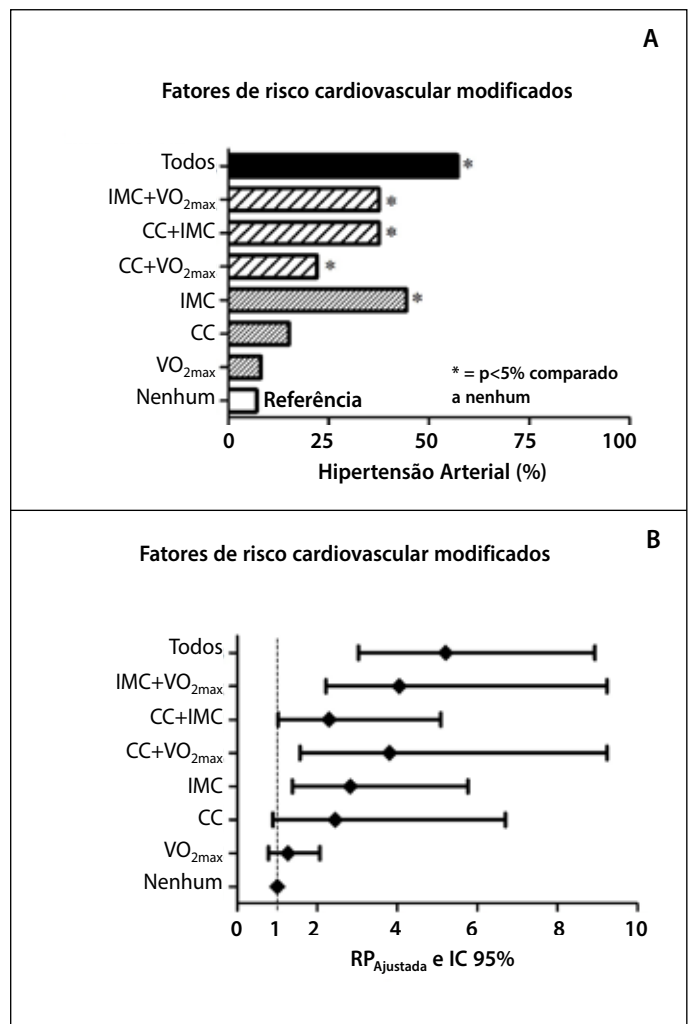 A
Fatores de risco cardiovascular modificados
Todos
*
IMC+VO2max
*
CC+IMC
*
CC+VO2max
*
IMC
*
CC
VO2max
* = p<5% comparado
a nenhum
Nenhum
Referência
0 25 50 75 100
Hipertensão Arterial (%)
B
Fatores de risco cardiovascular modificados
Todos
IMC+VO2max
CC+IMC
CC+VO2max
IMC
CC
VO2max
Nenhum
0 1 2 4 6 8 10
RPAjustada e IC 95%